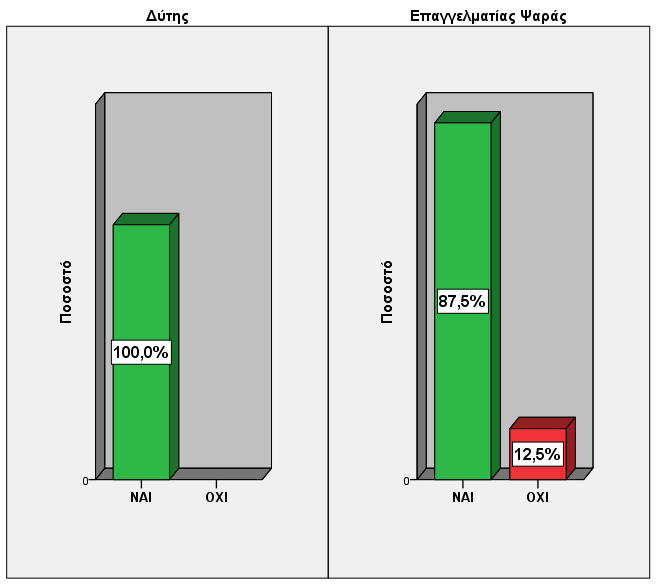 Δύτης
Επαγγελματίας Ψαράς
Ποσοστό
100,0%
0
ΝΑΙ
ΟΧΙ
Ποσοστό
87,5%
12,5%
0
ΝΑΙ
ΟΧΙ